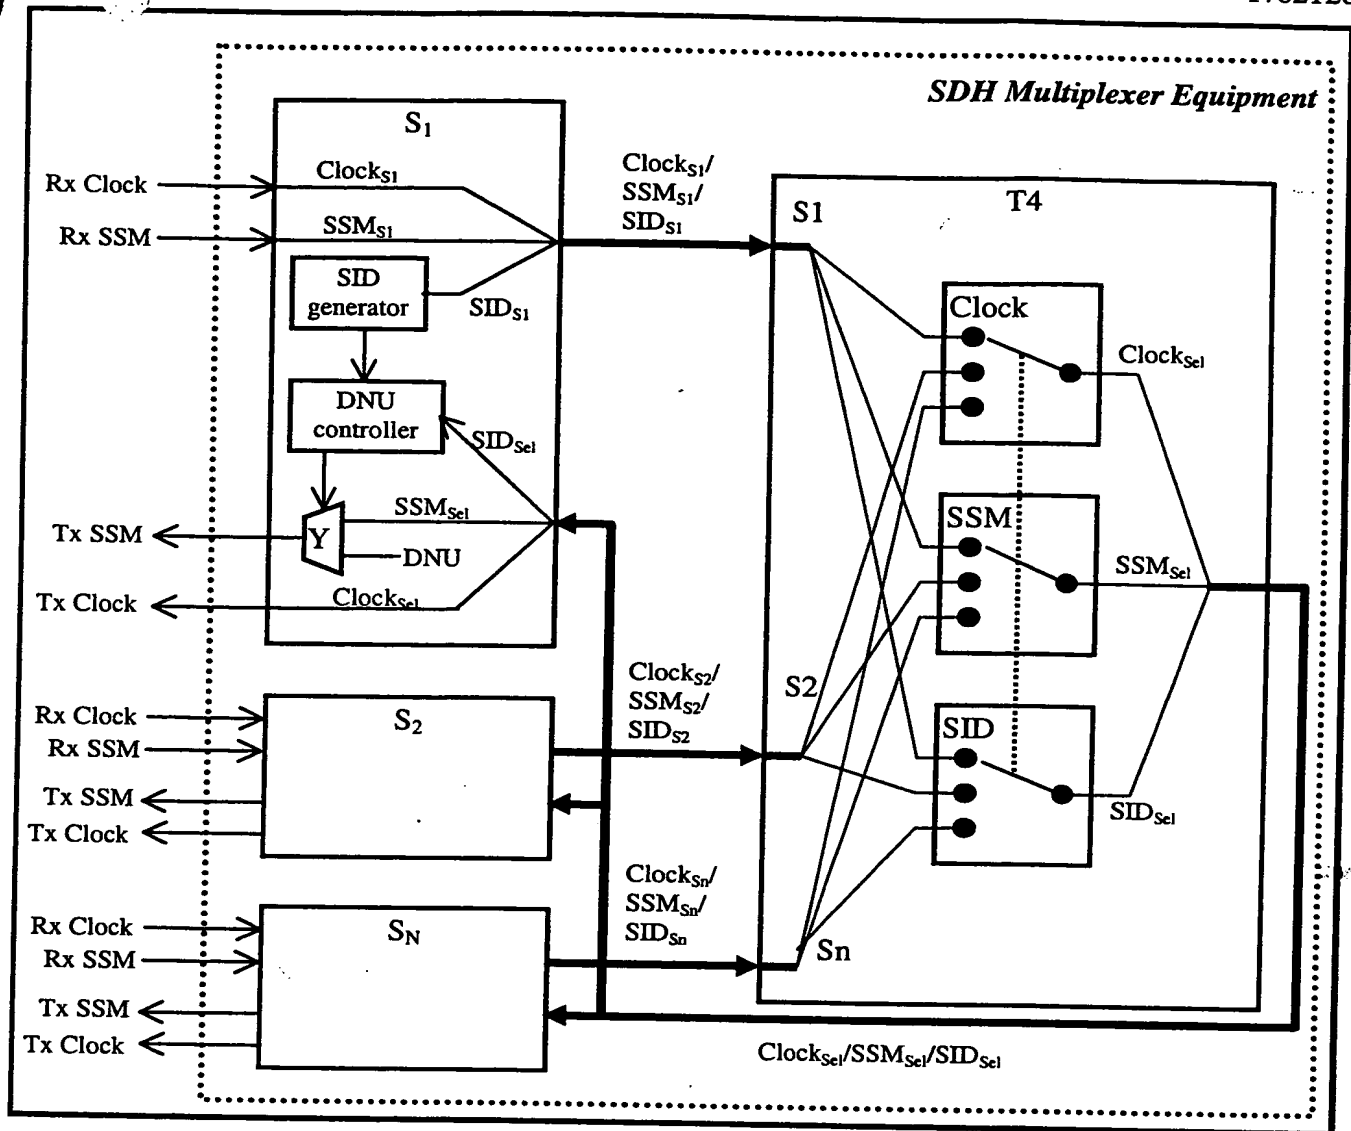 SDH Multiplexer Equipment
S1
Rx Clock
ClockS1
Rx SSM
SSMS1
SID
generator
SIDS1
DNU
controller
SIDSel
SSMSel
Y
DNU
Tx SSM
Tx Clock
ClockSel
ClockS1/
SSMS1/
SIDS1
T4
S1
Clock
ClockSel
SSM
SSMSel
S2
SID
SIDSel
Sn
ClockS2/
SSMS2/
SIDS2
Rx Clock
Rx SSM
S2
Tx SSM
Tx Clock
ClockSn/
SSMSn/
SIDSn
Rx Clock
Rx SSM
SN
Tx SSM
Tx Clock
ClockSel/SSMSel/SIDSel